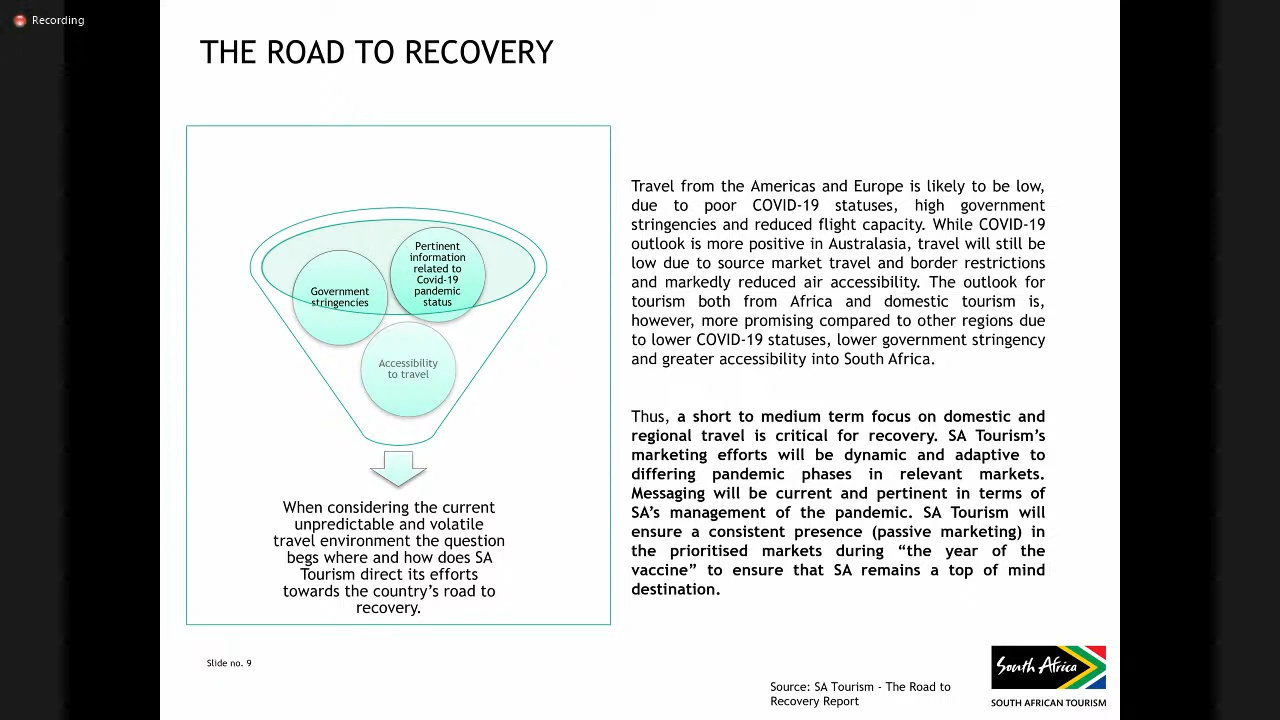 Recording
THE ROAD TO RECOVERY
Pertinent
information
related to
Covid-19
pandemic
status
Government
stringencies
Accessibility
to travel
When considering the current
unpredictable and volatile
travel environment the question
begs where and how does SA
Tourism direct its efforts
towards the country’s road to
recovery.
Travel from the Americas and Europe is likely to be low,
due to poor COVID-19 statuses, high government
stringencies and reduced flight capacity. While COVID-19
outlook is more positive in Australasia, travel will still be
low due to source market travel and border restrictions
and markedly reduced air accessibility. The outlook for
tourism both from Africa and domestic tourism is,
however, more promising compared to other regions due
to lower COVID-19 statuses, lower government stringency
and greater accessibility into South Africa.
Thus, a short to medium term focus on domestic and
regional travel is critical for recovery. SA Tourism’s
marketing efforts will be dynamic and adaptive to
differing pandemic phases in relevant markets.
Messaging will be current and pertinent in terms of
SA’s management of the pandemic. SA Tourism will
ensure a consistent presence (passive marketing) in
the prioritised markets during “the year of the
vaccine” to ensure that SA remains a top of mind
destination.
Slide no. 9
Source: SA Tourism - The Road to
Recovery Report
South Africa
SOUTH AFRICAN TOURISM